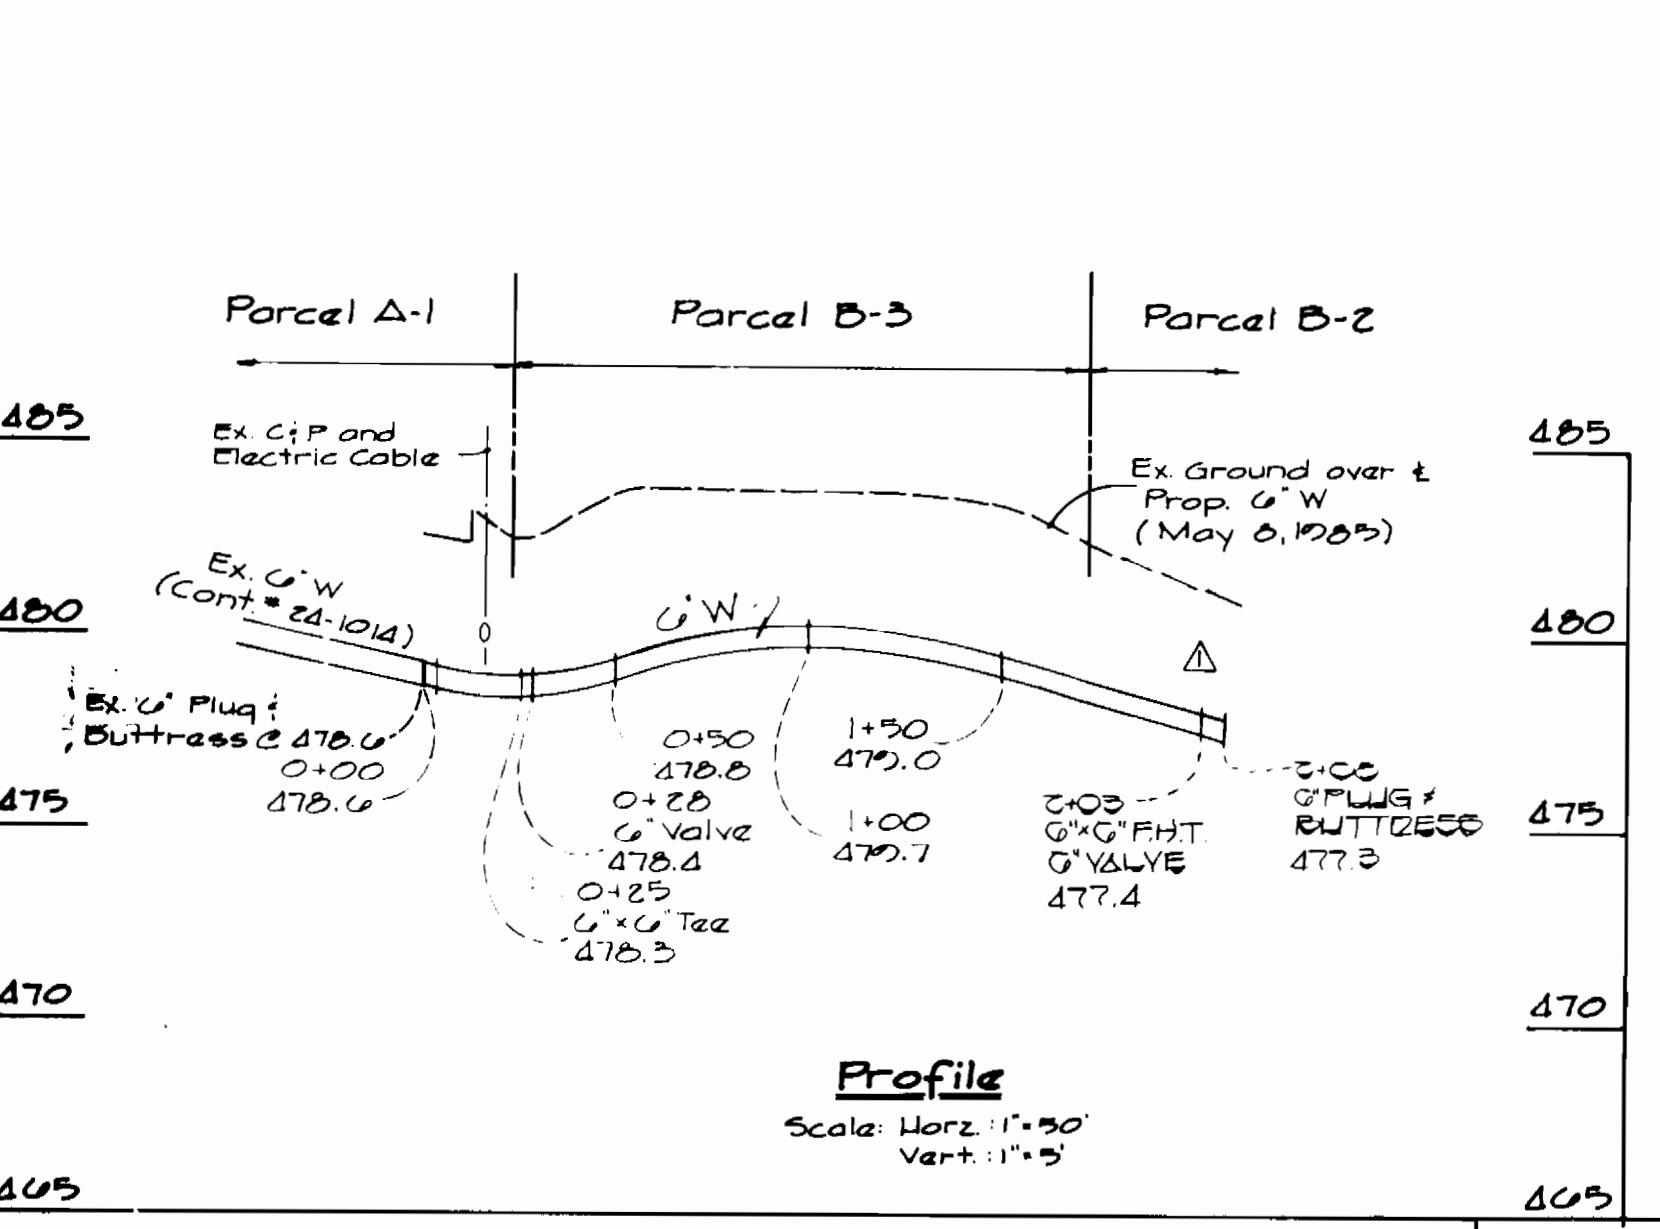 Parcel A-1
Parcel B-3
Parcel B-2
485
485
Ex. C&P and
Electric Cable
Ex. Ground over ℄
Prop. 6" W
(May 8, 1985)
Ex. 6" W
(Cont. # 24-1014)
6" W
480
480
0
1
Ex. 6" Plug &
Buttress @ 478.6
0+00
478.6
0+50
478.8
0+28
6" Valve
478.4
0+25
6"x6" Tee
478.3
1+50
479.0
1+00
479.7
2+03
6"x6" F.H.T.
6" VALVE
477.4
6" PLUG &
BUTTRESS
477.3
475
475
470
470
Profile
Scale: Horz.: 1"=50'
Vert.: 1"=5'
465
465